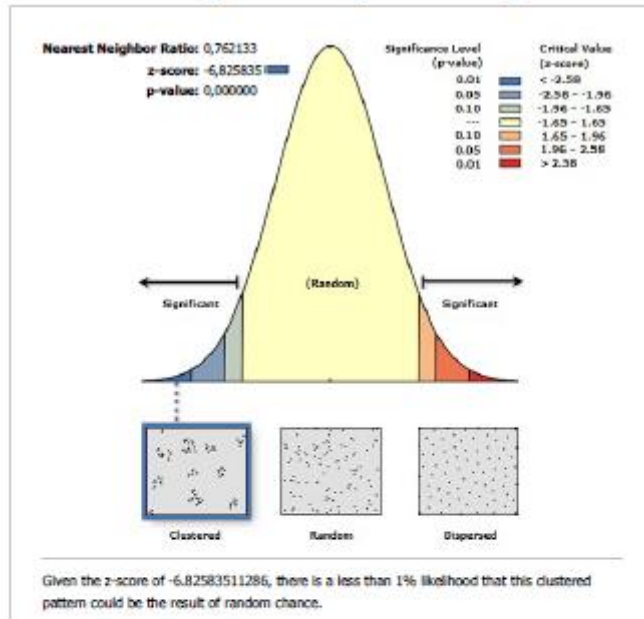 Nearest Neighbor Ratio: 0,762133
z-score: -6,825835
p-value: 0,000000
Significance Level
(p-value)
Critical Value
(z-score)
0.01 < -2.58
0.05 -2.58 - -1.96
0.10 -1.96 - -1.65
--- -1.65 - 1.65
0.10 1.65 - 1.96
0.05 1.96 - 2.58
0.01 > 2.58
(Random)
Significant
Significant
Clustered
Random
Dispersed
Given the z-score of -6.82583511286, there is a less than 1% likelihood that this clustered
pattern could be the result of random chance.